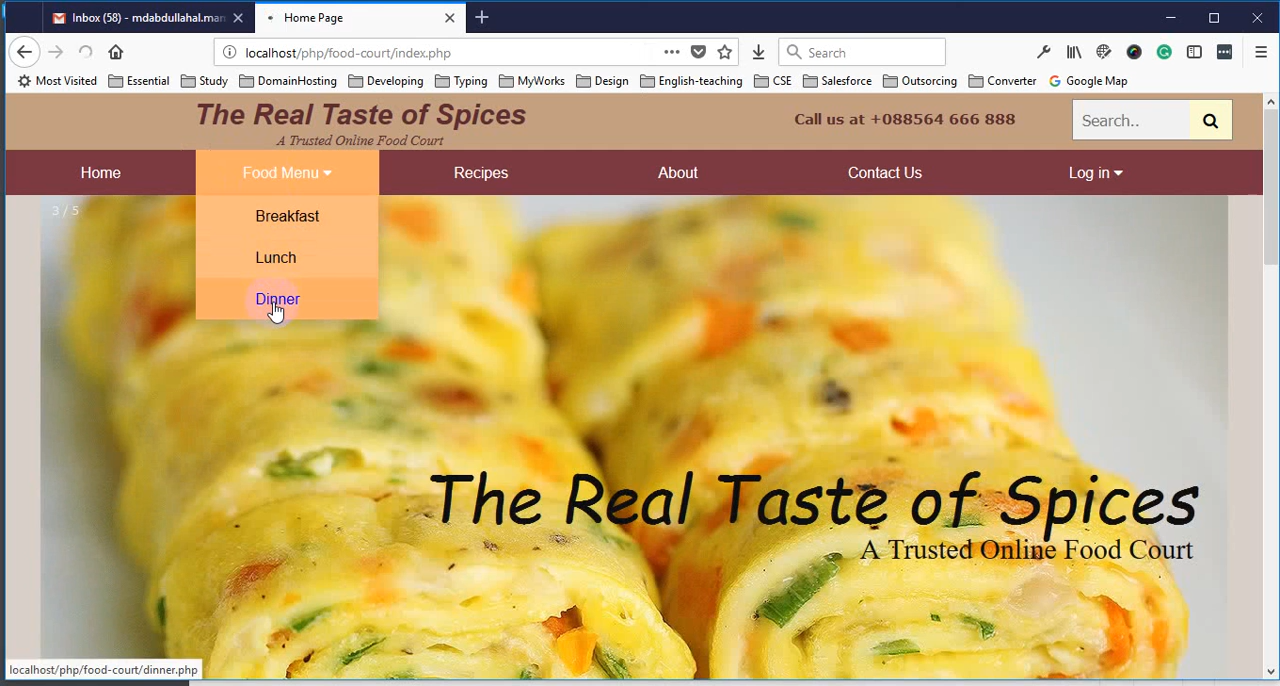 Inbox (58) - mdabdullahal.man
Home Page
localhost/php/food-court/index.php
Search
Most Visited Essential Study DomainHosting Developing Typing MyWorks Design English-teaching CSE Salesforce Outsorcing Converter Google Map
The Real Taste of Spices
A Trusted Online Food Court
Call us at +088564 666 888
Search..
Home Food Menu Recipes About Contact Us Log in
3 / 5
Breakfast
Lunch
Dinner
The Real Taste of Spices
A Trusted Online Food Court
localhost/php/food-court/dinner.php